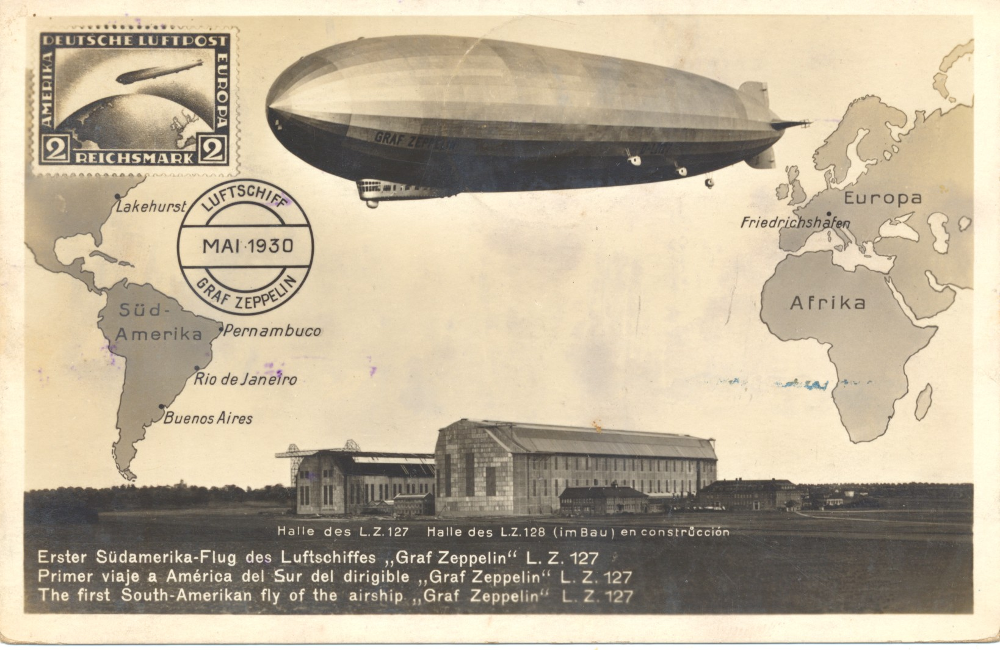 DEUTSCHE LUFTPOST
AMERIKA
EUROPA
2 REICHSMARK 2
GRAF ZEPPELIN
Lakehurst
LUFTSCHIFF
MAI·1930
GRAF ZEPPELIN
Europa
Friedrichshafen
Afrika
Süd-
Amerika
Pernambuco
Rio de Janeiro
Buenos Aires
Halle des L.Z.127 Halle des L.Z.128 (im Bau) en construcción
Erster Südamerika-Flug des Luftschiffes „Graf Zeppelin“ L. Z. 127
Primer viaje a América del Sur del dirigible „Graf Zeppelin“ L. Z. 127
The first South-Amerikan fly of the airship „Graf Zeppelin“ L. Z. 127